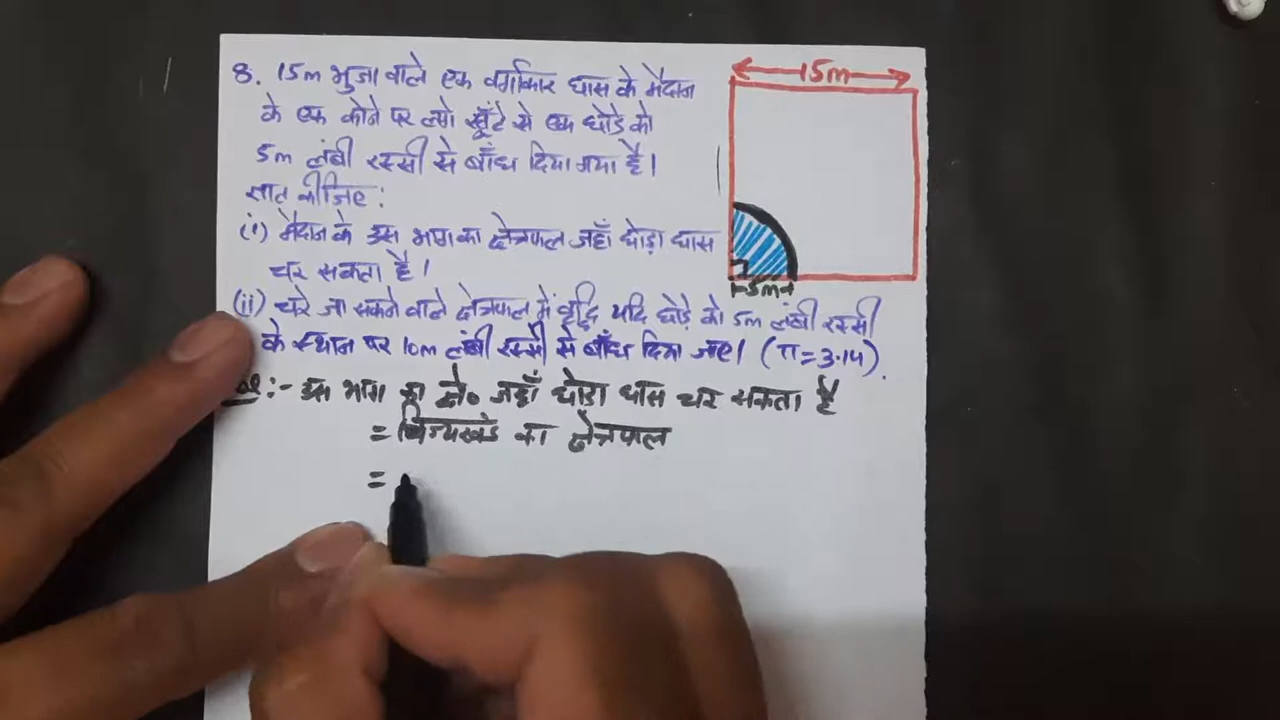 8. 15m भुजा वाले एक वर्गाकार घास के मैदान
के एक कोने पर लगे खूँटे से एक घोड़े को
5m लंबी रस्सी से बाँध दिया गया है।
ज्ञात कीजिए:
(i) मैदान के उस भाग का क्षेत्रफल जहाँ घोड़ा घास
चर सकता है।
(ii) चरे जा सकने वाले क्षेत्रफल में वृद्धि यदि घोड़े को 5m लंबी रस्सी
के स्थान पर 10m लंबी रस्सी से बाँध दिया जाए। (π=3.14).
:- उस भाग का क्षे० जहाँ घोड़ा घास चर सकता है
= त्रिज्यखंड का क्षेत्रफल
=
15m
5m